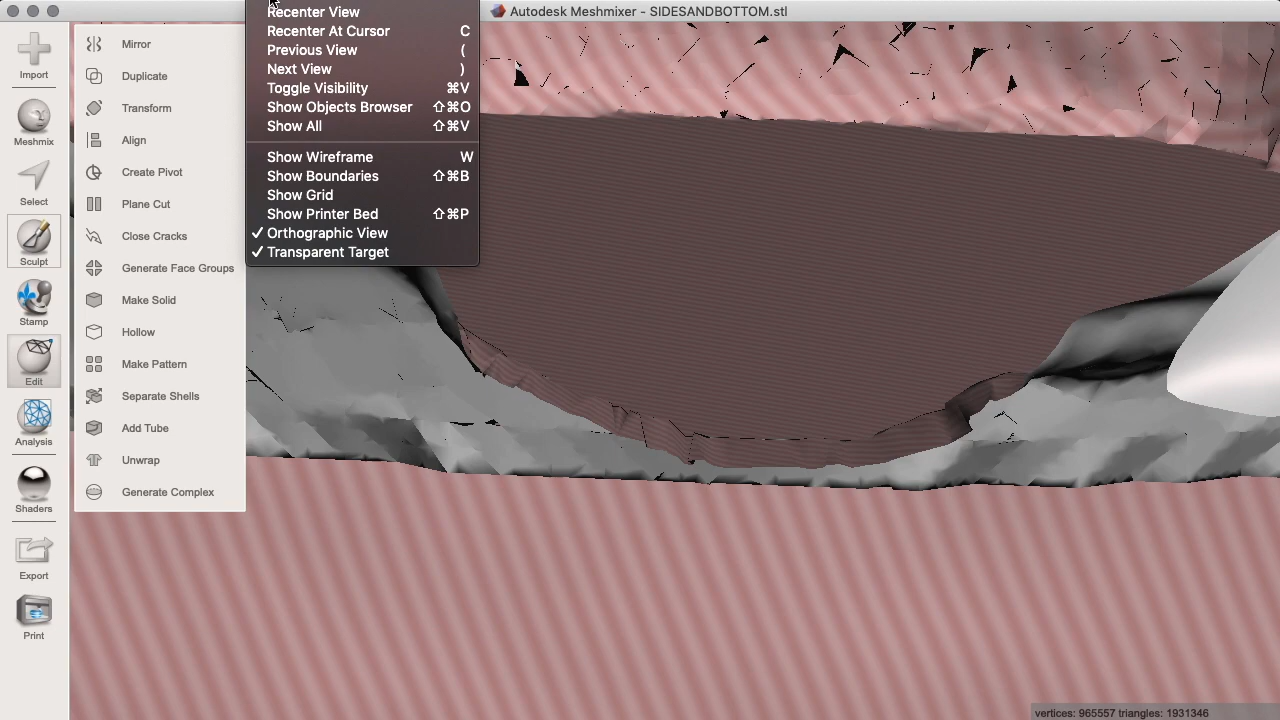 Autodesk Meshmixer - SIDESANDBOTTOM.stl
Import
Meshmix
Select
Sculpt
Stamp
Edit
Analysis
Shaders
Export
Print
Mirror
Duplicate
Transform
Align
Create Pivot
Plane Cut
Close Cracks
Generate Face Groups
Make Solid
Hollow
Make Pattern
Separate Shells
Add Tube
Unwrap
Generate Complex
Recenter View
Recenter At Cursor C
Previous View (
Next View )
Toggle Visibility ⌘V
Show Objects Browser ⇧⌘O
Show All ⇧⌘V
Show Wireframe W
Show Boundaries ⇧⌘B
Show Grid
Show Printer Bed ⇧⌘P
✓ Orthographic View
✓ Transparent Target
vertices: 965557 triangles: 1931346